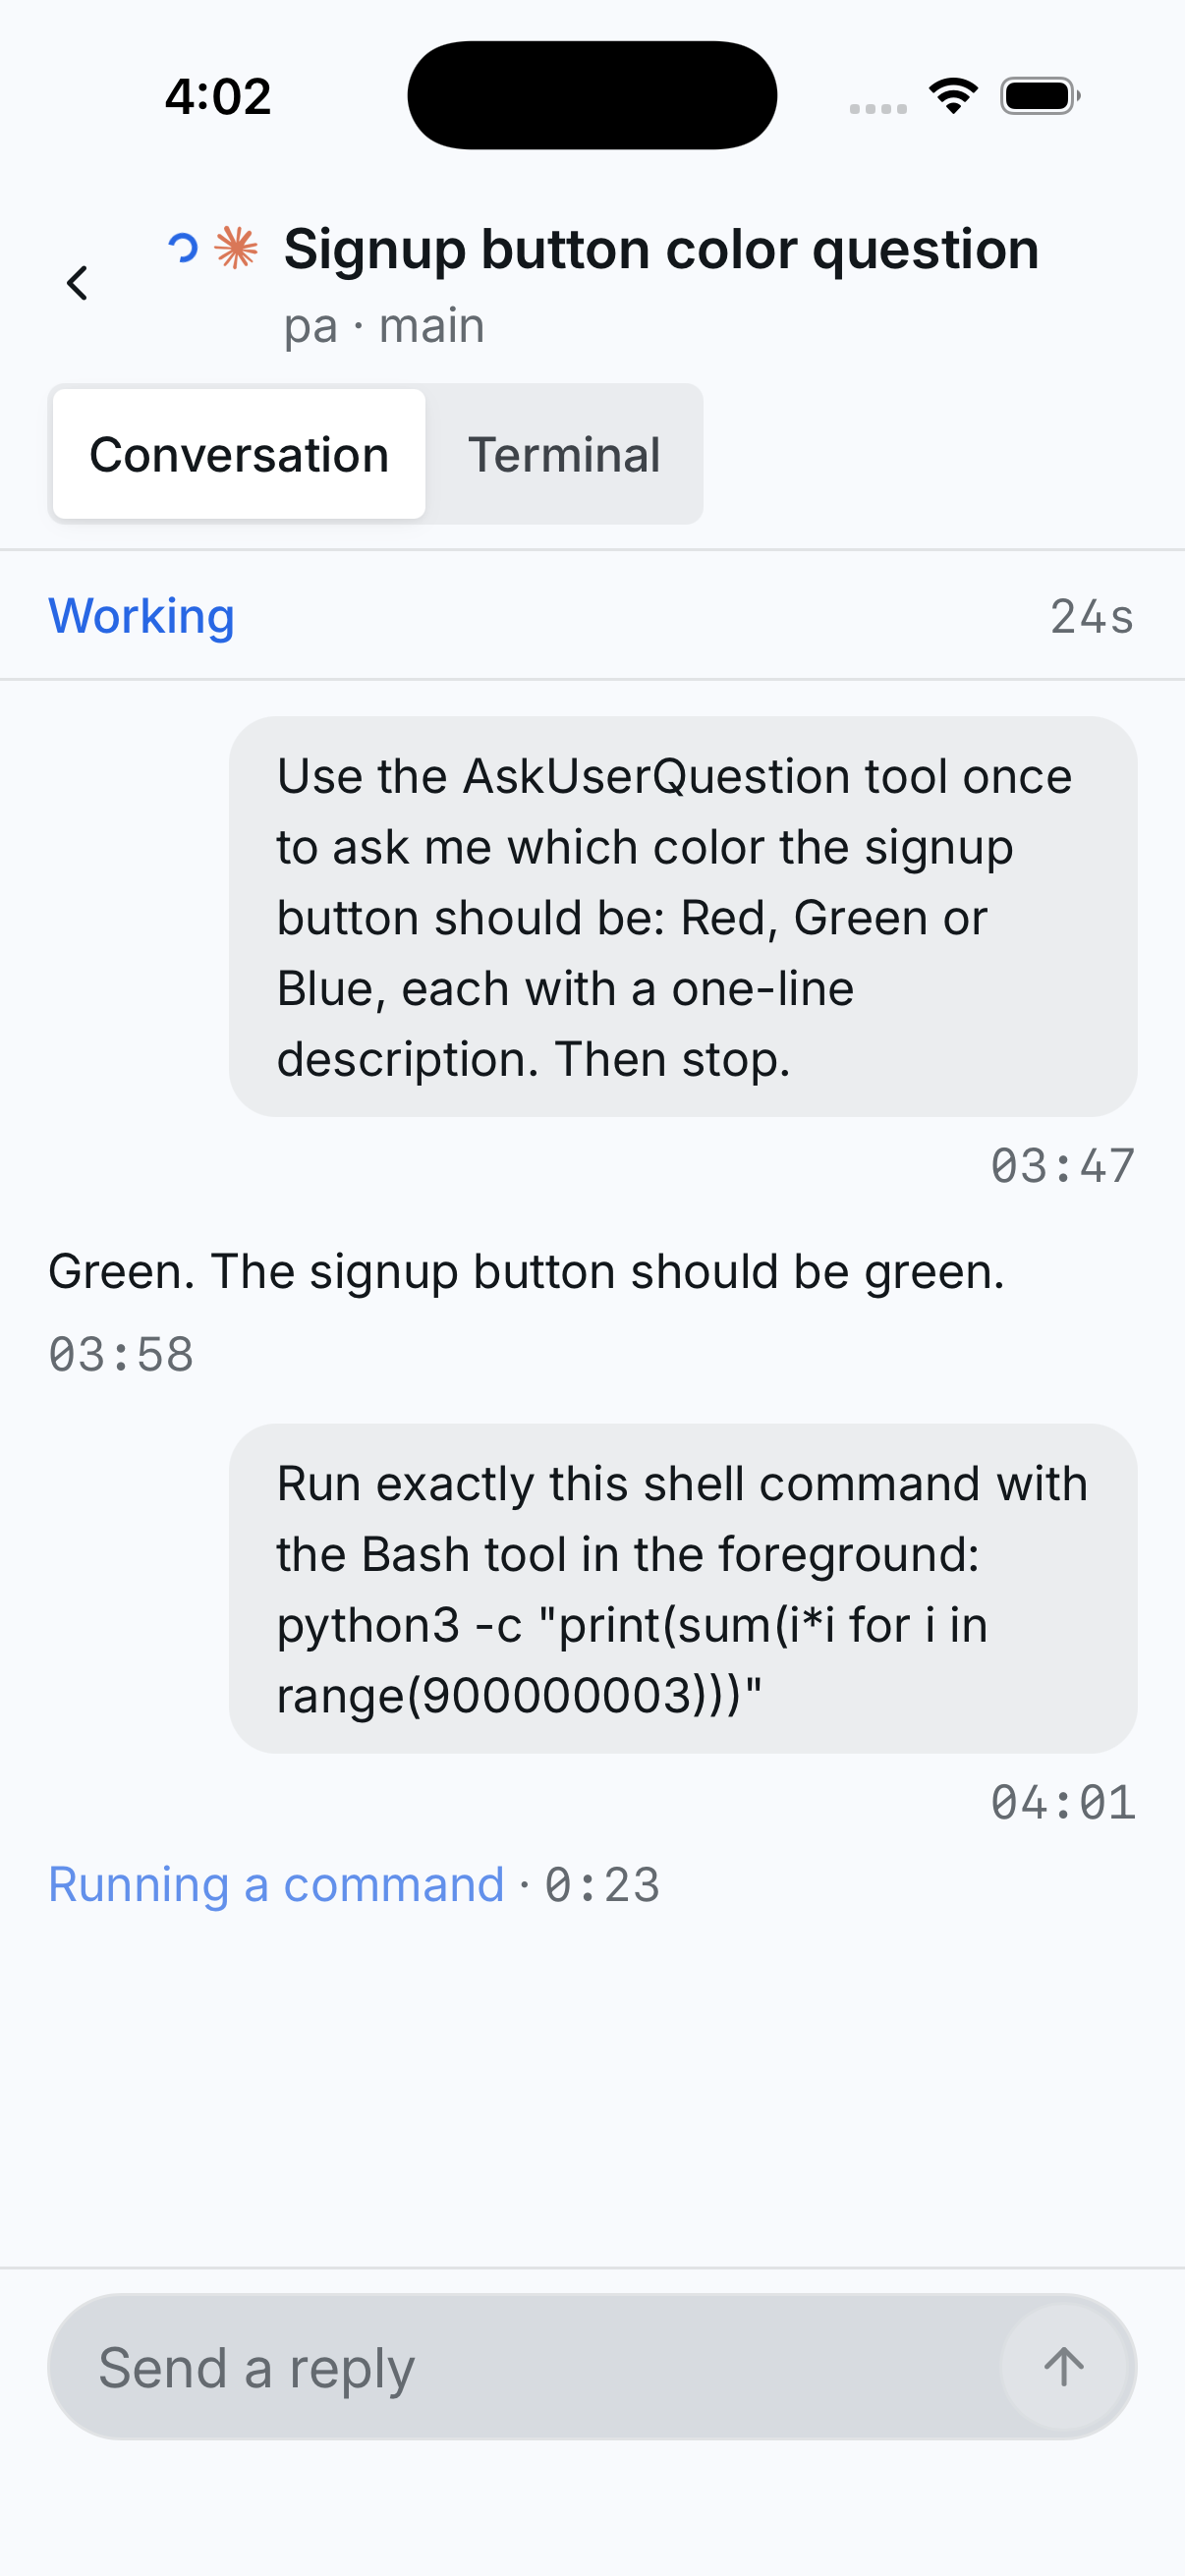 4:02
Signup button color question
pa · main
Conversation Terminal
Working 24s
Use the AskUserQuestion tool once
to ask me which color the signup
button should be: Red, Green or
Blue, each with a one-line
description. Then stop.
03:47
Green. The signup button should be green.
03:58
Run exactly this shell command with
the Bash tool in the foreground:
python3 -c "print(sum(i*i for i in
range(900000003)))"
04:01
Running a command · 0:23
Send a reply